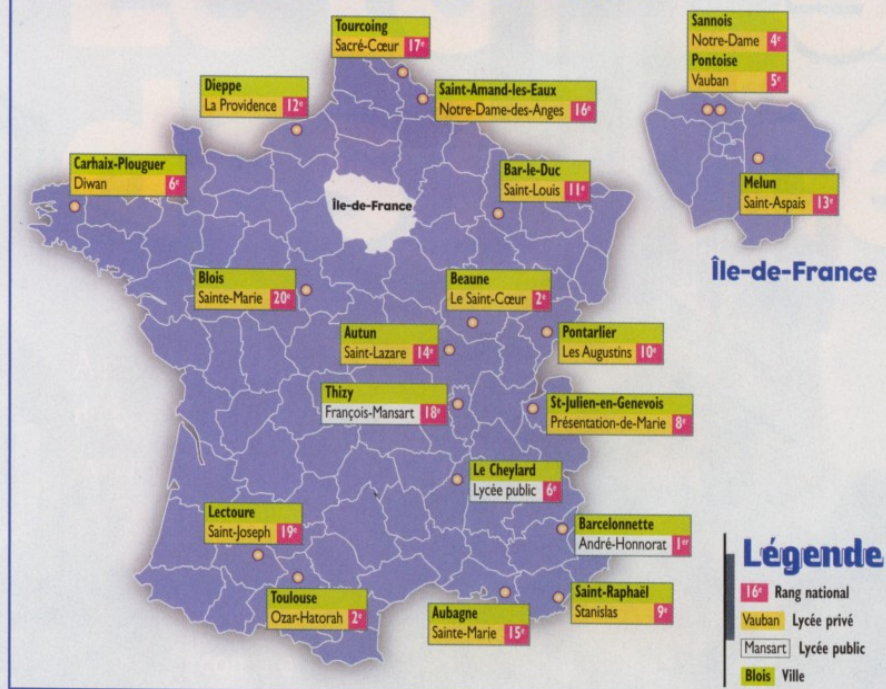 Tourcoing
Sacré-Cœur 17e
Sannois
Notre-Dame 4e
Pontoise
Vauban 5e
Dieppe
La Providence 12e
Saint-Amand-les-Eaux
Notre-Dame-des-Anges 16e
Carhaix-Plouguer
Diwan 6e
Bar-le-Duc
Saint-Louis 11e
Île-de-France
Melun
Saint-Aspais 13e
Île-de-France
Blois
Sainte-Marie 20e
Beaune
Le Saint-Cœur 2e
Autun
Saint-Lazare 14e
Pontarlier
Les Augustins 10e
Thizy
François-Mansart 18e
St-Julien-en-Genevois
Présentation-de-Marie 8e
Le Cheylard
Lycée public 6e
Lectoure
Saint-Joseph 19e
Barcelonnette
André-Honnorat 1er
Toulouse
Ozar-Hatorah 2e
Aubagne
Sainte-Marie 15e
Saint-Raphaël
Stanislas 9e
Légende
16e Rang national
Vauban Lycée privé
Mansart Lycée public
Blois Ville